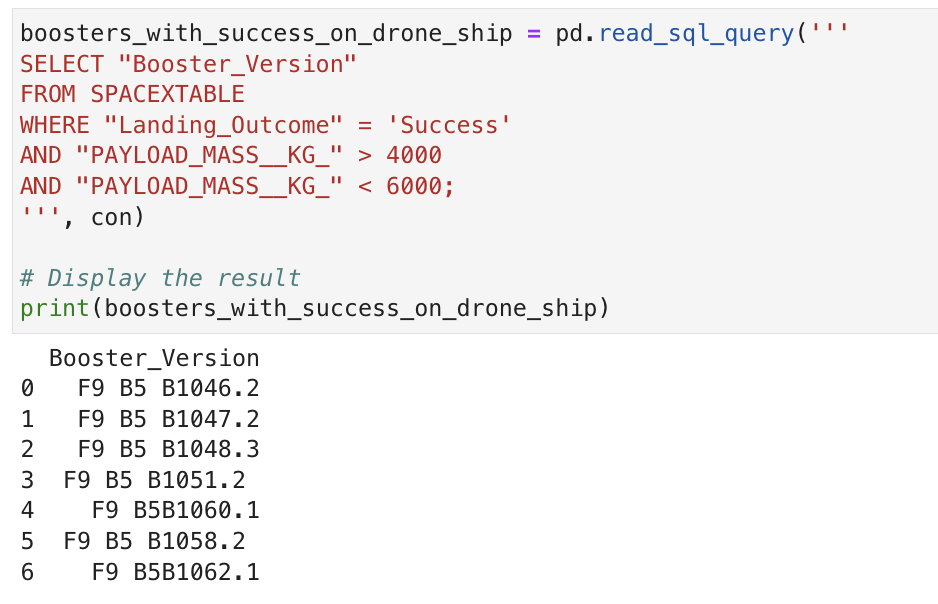 boosters_with_success_on_drone_ship = pd.read_sql_query('''
SELECT "Booster_Version"
FROM SPACEXTABLE
WHERE "Landing_Outcome" = 'Success'
AND "PAYLOAD_MASS__KG_" > 4000
AND "PAYLOAD_MASS__KG_" < 6000;
''', con)
# Display the result
print(boosters_with_success_on_drone_ship)
Booster_Version
0 F9 B5 B1046.2
1 F9 B5 B1047.2
2 F9 B5 B1048.3
3 F9 B5 B1051.2
4 F9 B5B1060.1
5 F9 B5 B1058.2
6 F9 B5B1062.1